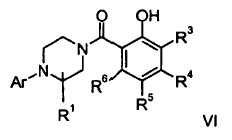 O OH
N R³
Ar N R⁶ R⁴
R¹ R⁵ VI